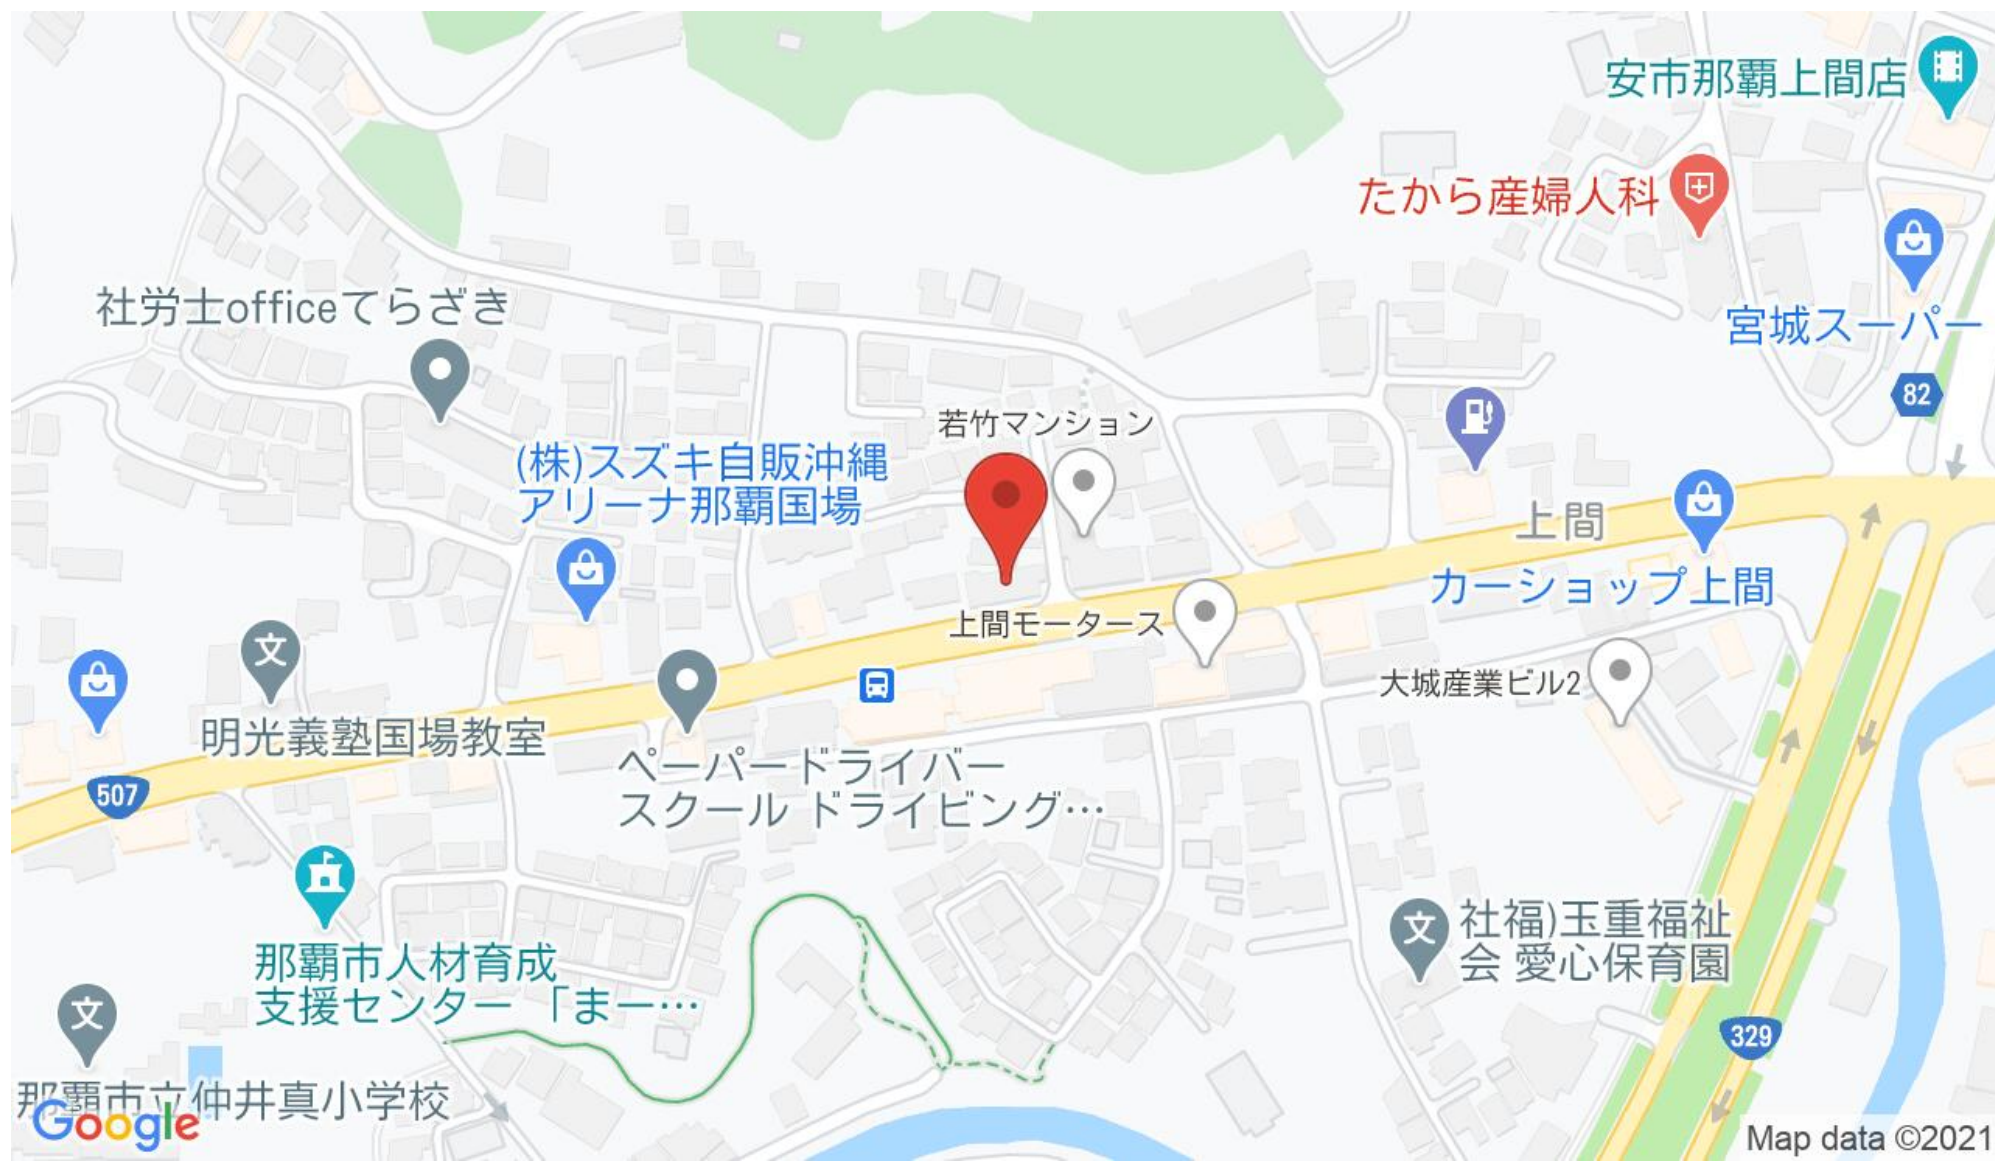 安市那覇上間店
たから産婦人科
宮城スーパー
社労士officeてらざき
82
若竹マンション
(株)スズキ自販沖縄
アリーナ那覇国場
上間
カーショップ上間
上間モータース
文
大城産業ビル2
明光義塾国場教室
507
ペーパードライバー
スクール ドライビング…
文
社福)玉重福祉
会 愛心保育園
那覇市人材育成
支援センター 「まー…
文
329
那覇市立仲井真小学校
Google
Map data ©2021